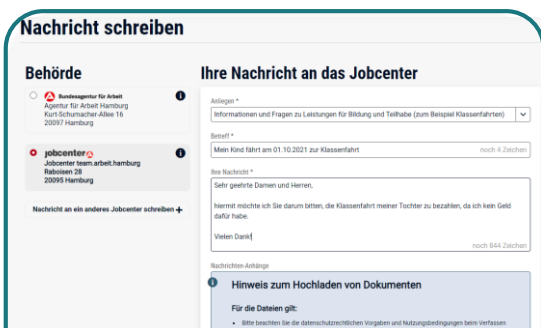 Nachricht schreiben
Behörde
Bundesagentur für Arbeit
Agentur für Arbeit Hamburg
Kurt-Schumacher-Allee 16
20097 Hamburg
jobcenter
Jobcenter team.arbeit.hamburg
Raboisen 28
20095 Hamburg
Nachricht an ein anderes Jobcenter schreiben +
Ihre Nachricht an das Jobcenter
Anliegen *
Informationen und Fragen zu Leistungen für Bildung und Teilhabe (zum Beispiel Klassenfahrten)
Betreff *
Mein Kind fährt am 01.10.2021 zur Klassenfahrt
noch 4 Zeichen
Ihre Nachricht *
Sehr geehrte Damen und Herren,
hiermit möchte ich Sie darum bitten, die Klassenfahrt meiner Tochter zu bezahlen, da ich kein Geld
dafür habe.
Vielen Dank!
noch 844 Zeichen
Nachrichten-Anhänge
Hinweis zum Hochladen von Dokumenten
Für die Dateien gilt:
• Bitte beachten Sie die datenschutzrechtlichen Vorgaben und Nutzungsbedingungen beim Verfassen